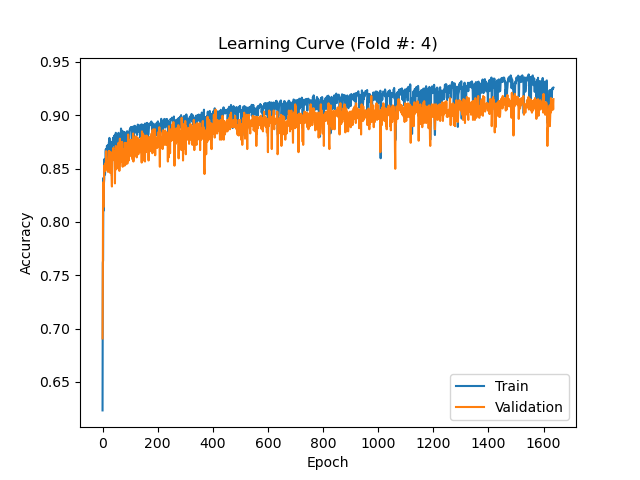 Learning Curve (Fold #: 4)
Accuracy
0.95
0.90
0.85
0.80
0.75
0.70
0.65
0 200 400 600 800 1000 1200 1400 1600
Epoch
Train
Validation